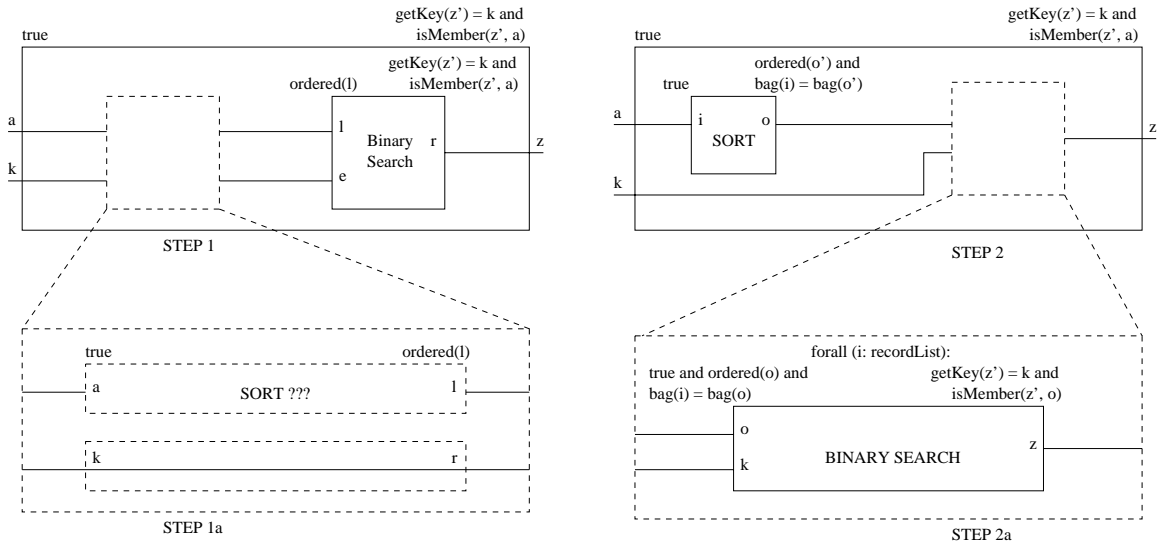 getKey(z’) = k and
isMember(z’, a)
true
getKey(z’) = k and
isMember(z’, a)
ordered(l)
a
l
Binary
Search
r
z
k
e
STEP 1
true
ordered(l)
a
SORT ???
l
k
r
STEP 1a
getKey(z’) = k and
isMember(z’, a)
true
ordered(o’) and
bag(i) = bag(o’)
true
a
i
o
SORT
z
k
STEP 2
forall (i: recordList):
true and ordered(o) and
bag(i) = bag(o)
getKey(z’) = k and
isMember(z’, o)
o
k
BINARY SEARCH
z
STEP 2a